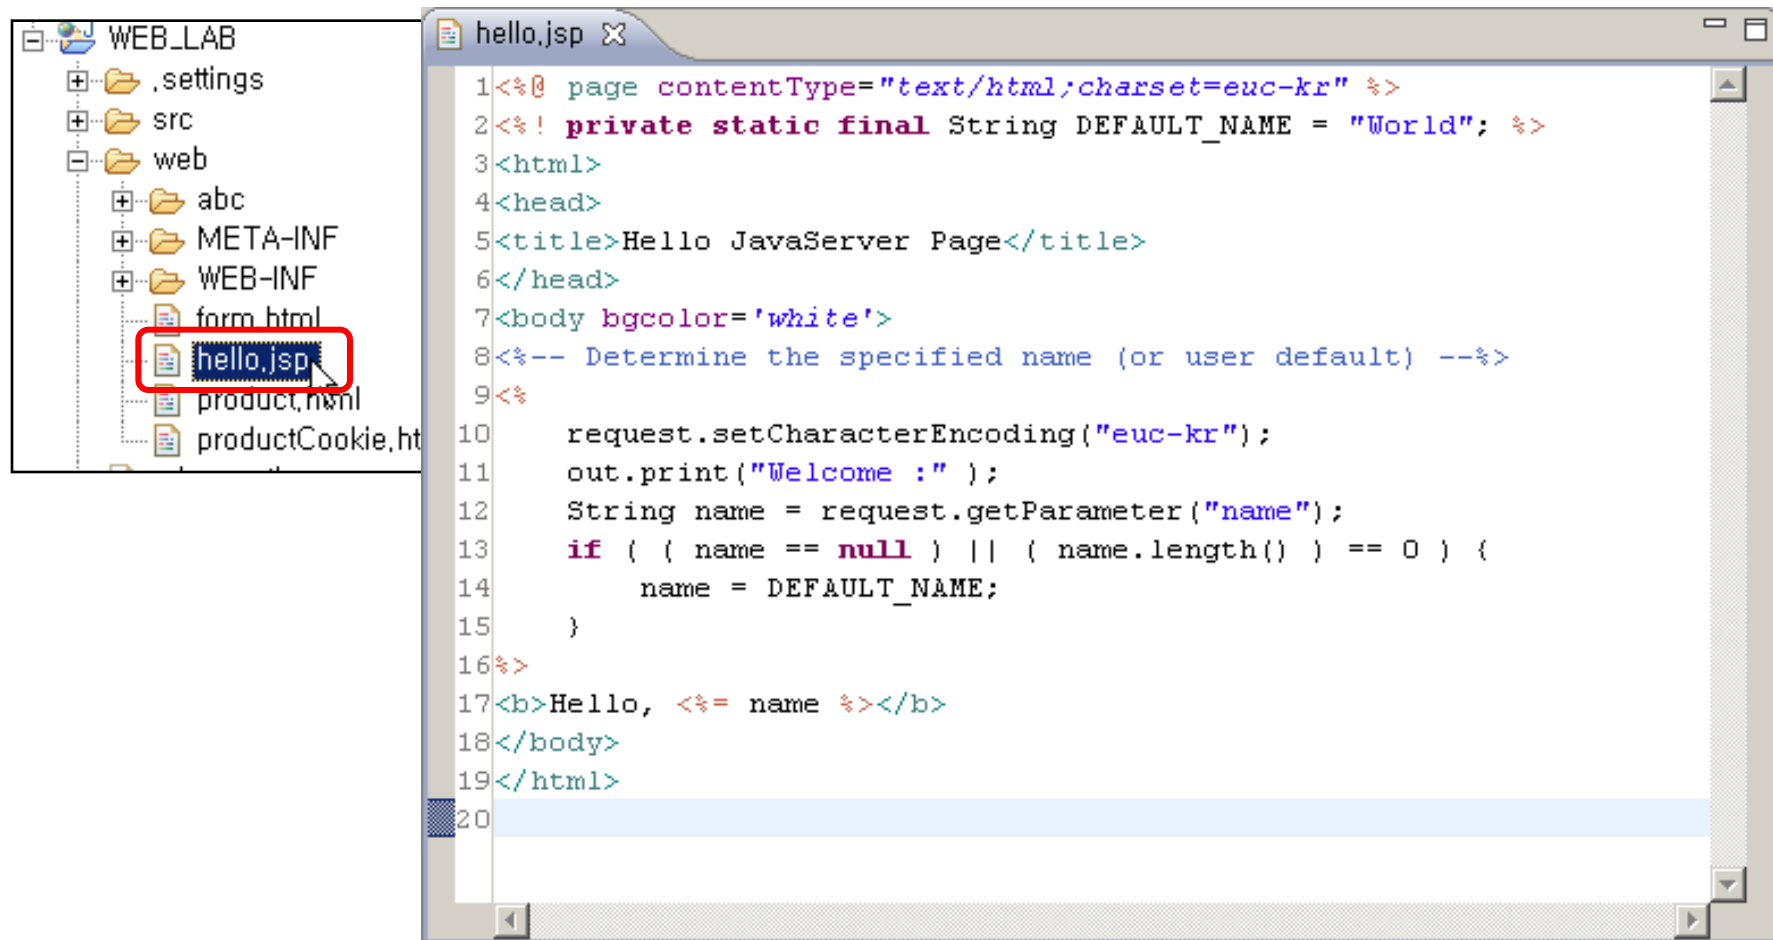 WEB_LAB
.settings
src
web
abc
META-INF
WEB-INF
form.html
hello.jsp
product.html
productCookie.ht
hello.jsp
1<%@ page contentType="text/html;charset=euc-kr" %>
2<%! private static final String DEFAULT_NAME = "World"; %>
3<html>
4<head>
5<title>Hello JavaServer Page</title>
6</head>
7<body bgcolor='white'>
8<%-- Determine the specified name (or user default) --%>
9<%
10    request.setCharacterEncoding("euc-kr");
11    out.print("Welcome :" );
12    String name = request.getParameter("name");
13    if ( ( name == null ) || ( name.length() ) == 0 ) {
14        name = DEFAULT_NAME;
15    }
16%>
17<b>Hello, <%= name %></b>
18</body>
19</html>
20